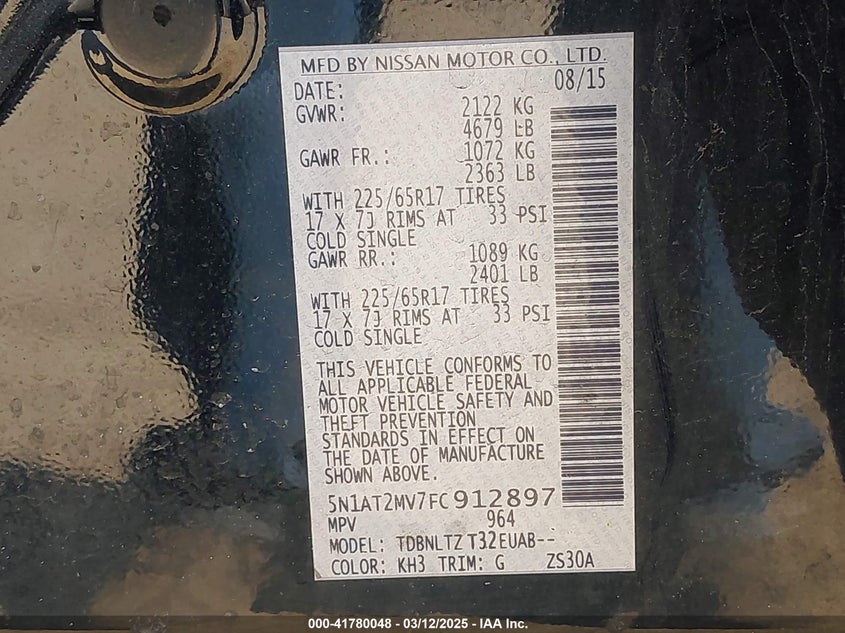 MFD BY NISSAN MOTOR CO., LTD.
DATE: 08/15
GVWR: 2122 KG
4679 LB
GAWR FR.: 1072 KG
2363 LB
WITH 225/65R17 TIRES
17 X 7J RIMS AT 33 PSI
COLD SINGLE
GAWR RR.: 1089 KG
2401 LB
WITH 225/65R17 TIRES
17 X 7J RIMS AT 33 PSI
COLD SINGLE
THIS VEHICLE CONFORMS TO
ALL APPLICABLE FEDERAL
MOTOR VEHICLE SAFETY AND
THEFT PREVENTION
STANDARDS IN EFFECT ON
THE DATE OF MANUFACTURE
SHOWN ABOVE.
5N1AT2MV7FC912897
MPV 964
MODEL: TDBNLTZ T32EUAB--
COLOR: KH3 TRIM: G ZS30A
000-41780048 - 03/12/2025 - IAA Inc.